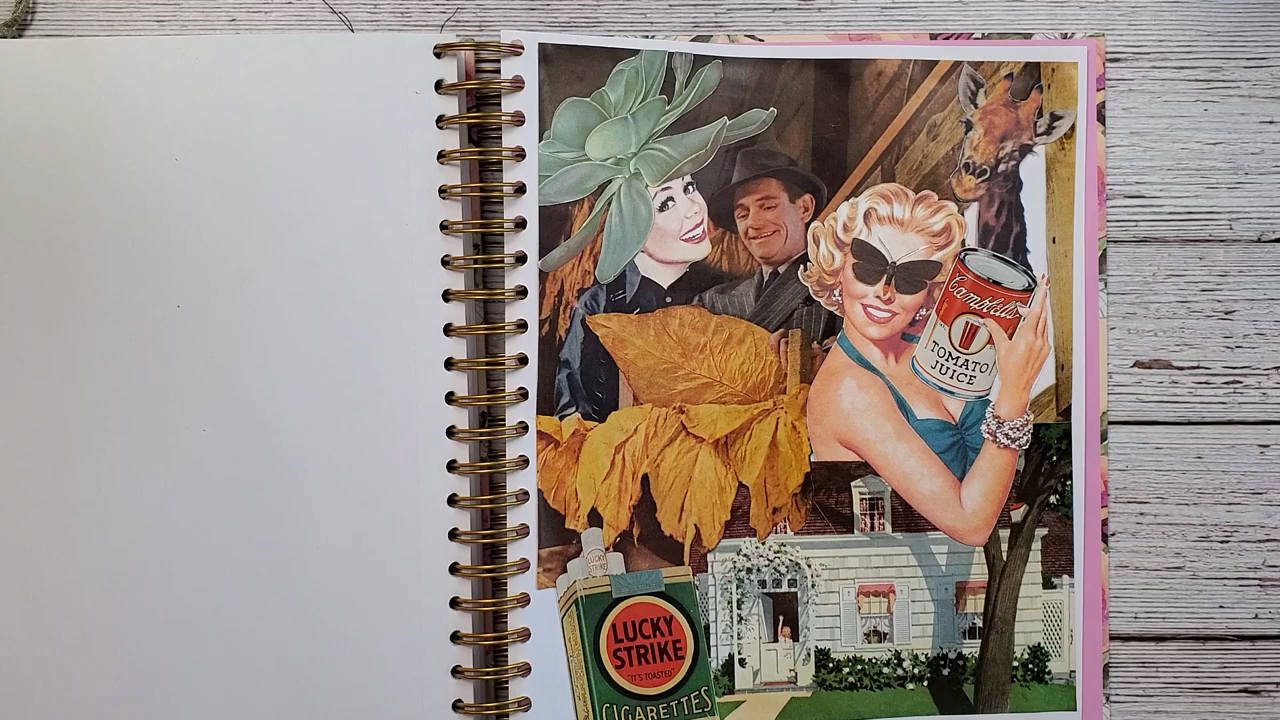 Campbell's
TOMATO
JUICE
LUCKY
STRIKE
LUCKY
STRIKE
"IT'S TOASTED"
CIGARETTES